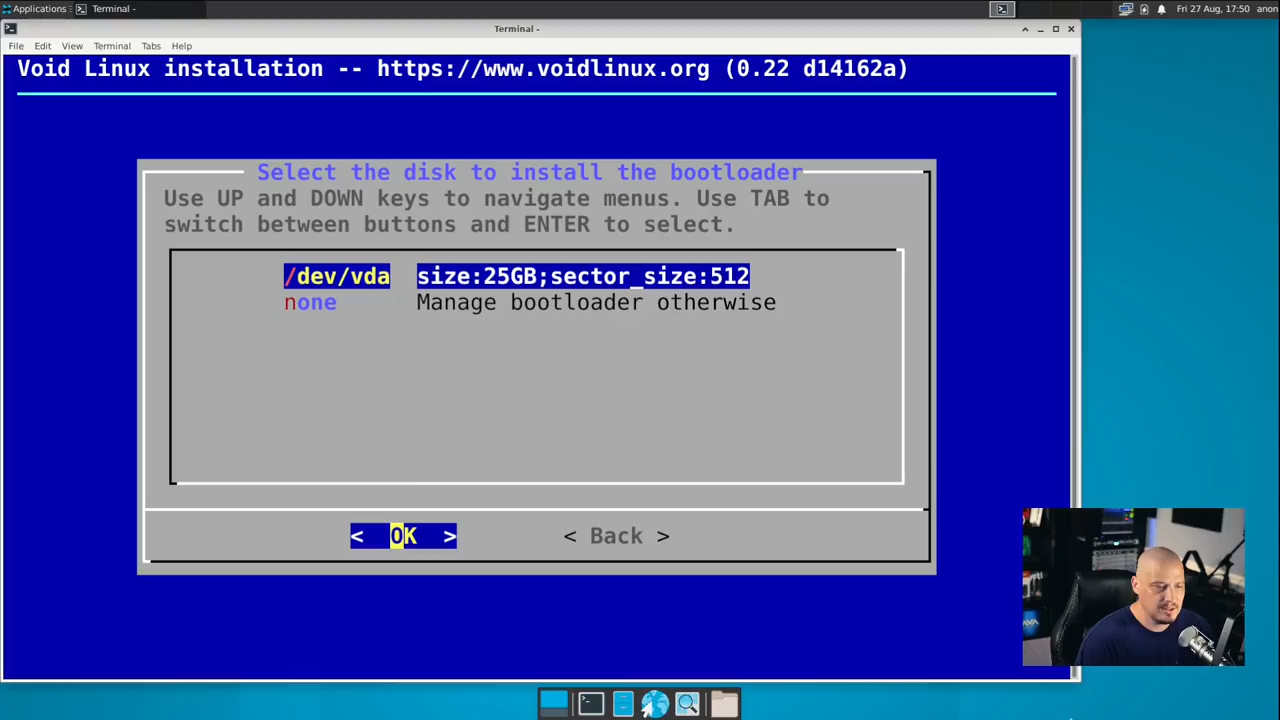 Applications Terminal - Fri 27 Aug, 17:50 anon
Terminal -
File Edit View Terminal Tabs Help
Void Linux installation -- https://www.voidlinux.org (0.22 d14162a)
Select the disk to install the bootloader
Use UP and DOWN keys to navigate menus. Use TAB to
switch between buttons and ENTER to select.
/dev/vda size:25GB;sector_size:512
none Manage bootloader otherwise
< OK > < Back >